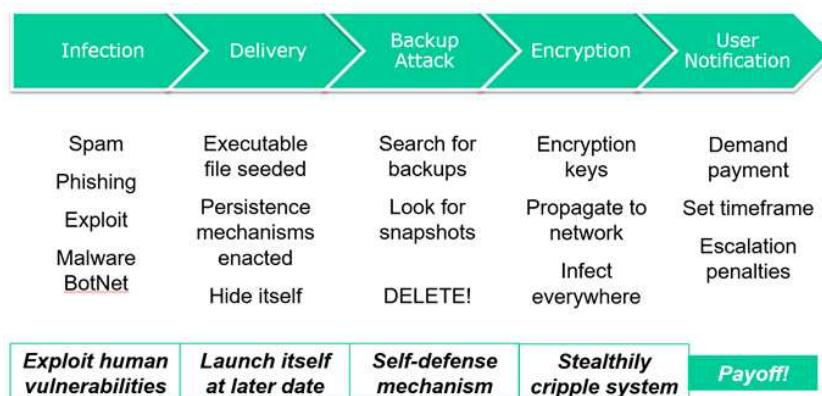 Infection
Delivery
Backup
Attack
Encryption
User
Notification
Spam
Phishing
Exploit
Malware
BotNet
Executable
file seeded
Persistence
mechanisms
enacted
Hide itself
Search for
backups
Look for
snapshots
DELETE!
Encryption
keys
Propagate to
network
Infect
everywhere
Demand
payment
Set timeframe
Escalation
penalties
Exploit human
vulnerabilities
Launch itself
at later date
Self-defense
mechanism
Stealthily
cripple system
Payoff!